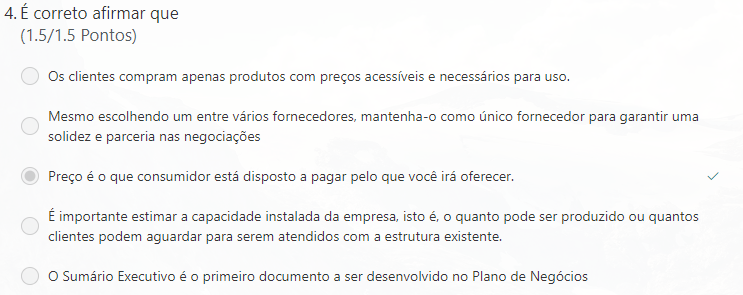 4. É correto afirmar que
(1.5/1.5 Pontos)
Os clientes compram apenas produtos com preços acessíveis e necessários para uso.
Mesmo escolhendo um entre vários fornecedores, mantenha-o como único fornecedor para garantir uma
solidez e parceria nas negociações
Preço é o que consumidor está disposto a pagar pelo que você irá oferecer.
É importante estimar a capacidade instalada da empresa, isto é, o quanto pode ser produzido ou quantos
clientes podem aguardar para serem atendidos com a estrutura existente.
O Sumário Executivo é o primeiro documento a ser desenvolvido no Plano de Negócios